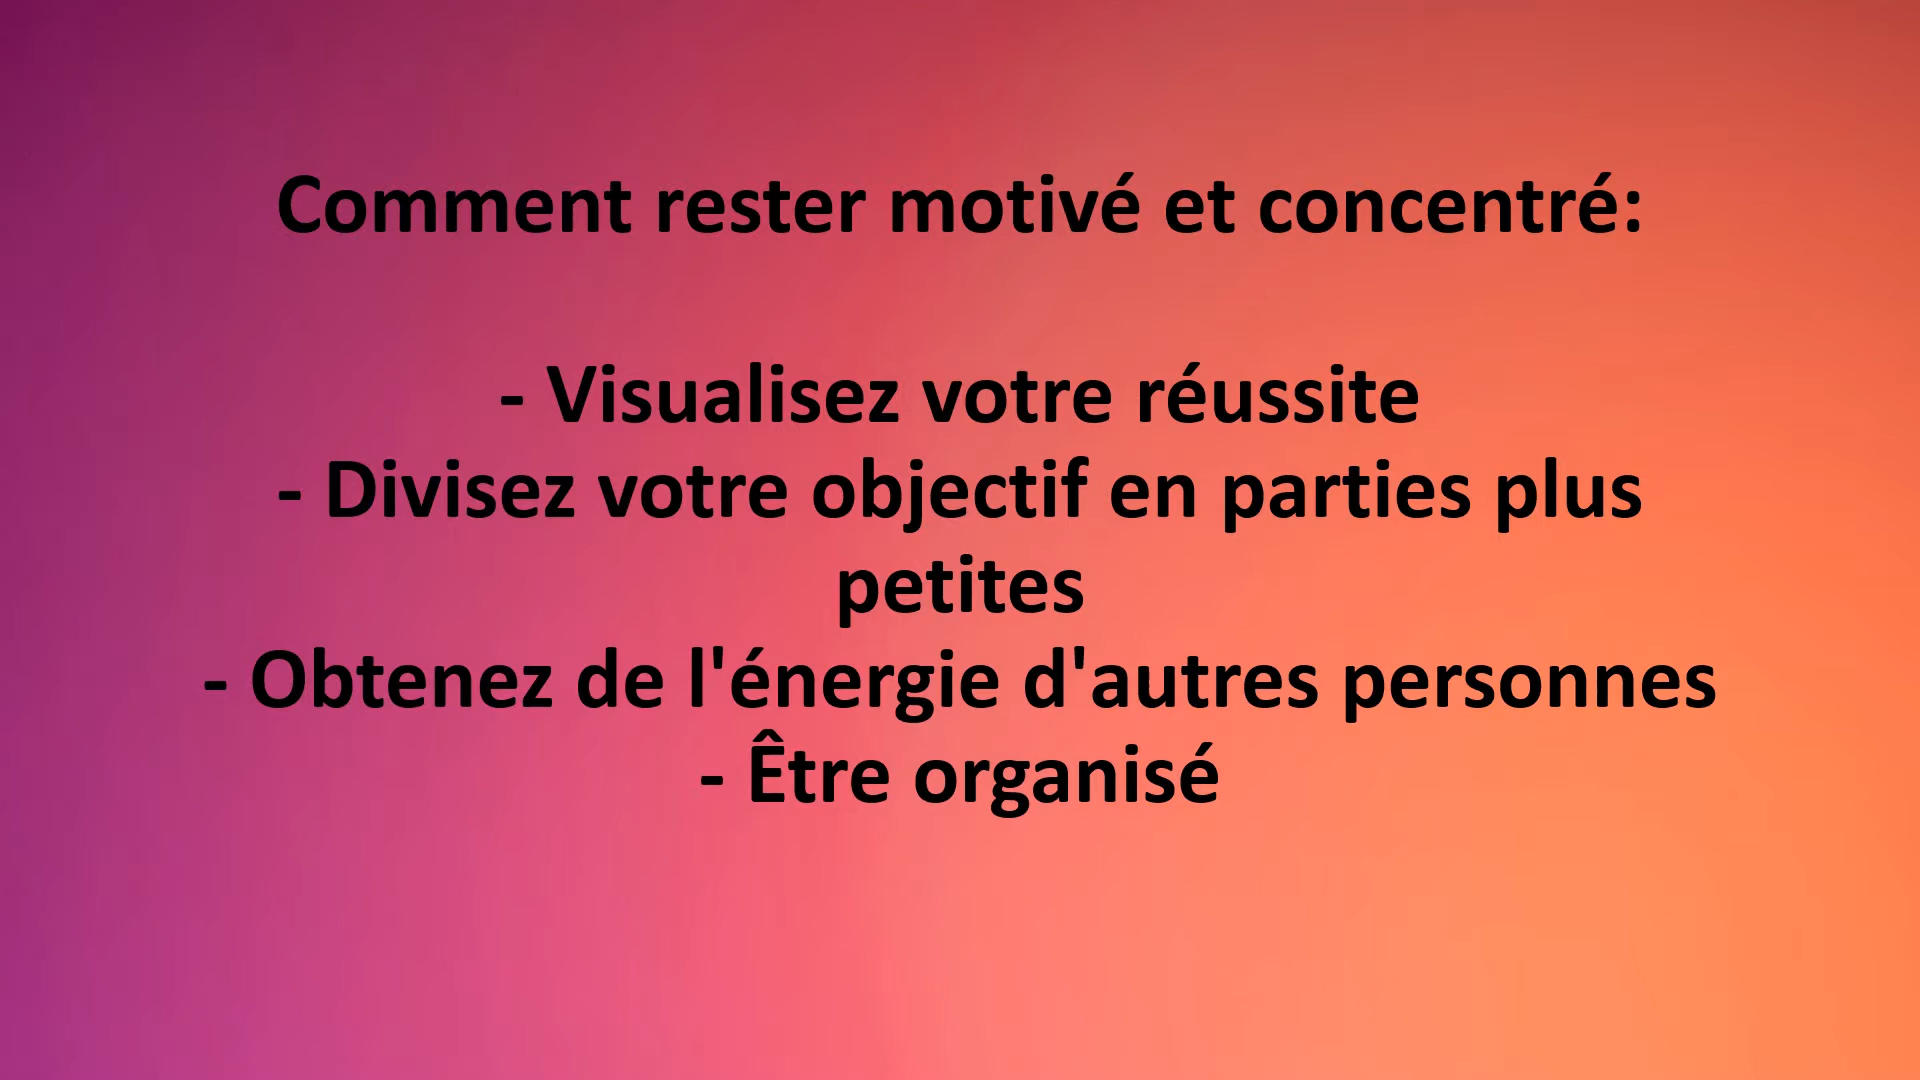 Comment rester motivé et concentré:
- Visualisez votre réussite
- Divisez votre objectif en parties plus
petites
- Obtenez de l'énergie d'autres personnes
- Être organisé